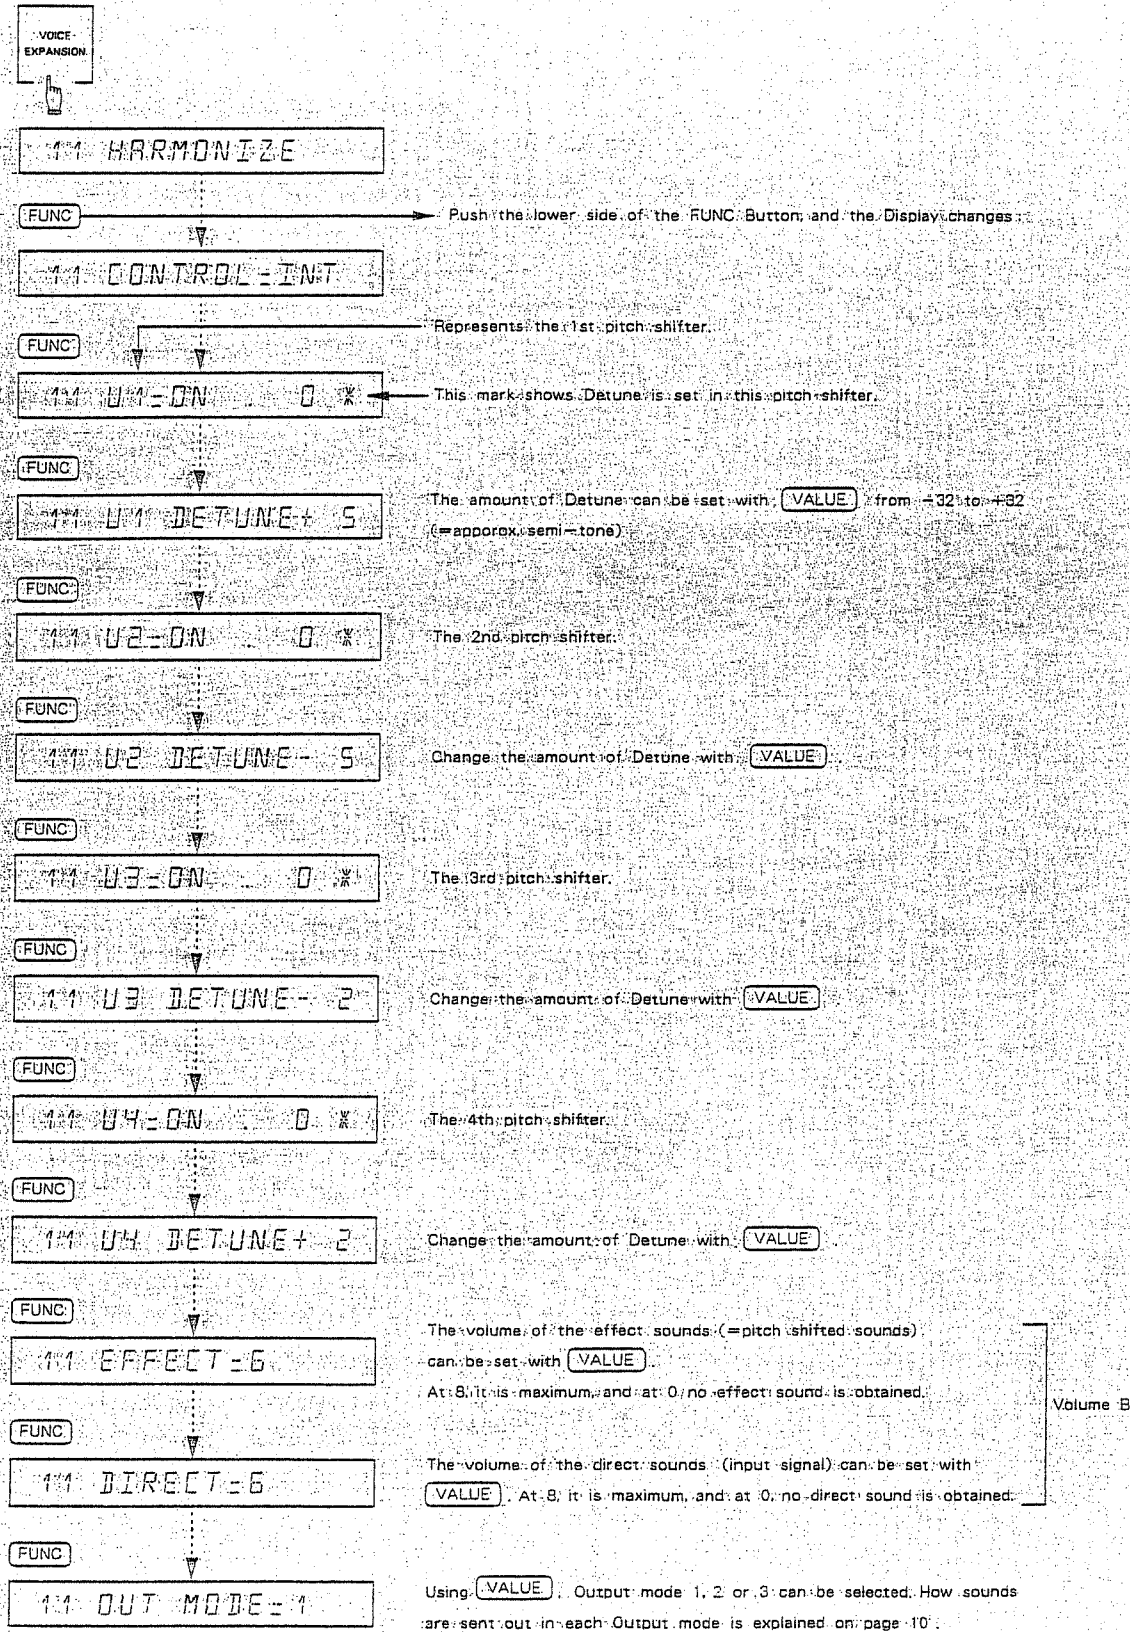 VOICE
EXPANSION
11 HARMONIZE
FUNC
Push the lower side of the FUNC Button, and the Display changes.
11 CONTROL=INT
FUNC
Represents the 1st pitch shifter.
11 U1=ON 0 *
This mark shows Detune is set in this pitch shifter.
FUNC
11 U1 DETUNE+ 5
The amount of Detune can be set with VALUE from −32 to +32
(=apporox. semi−tone)
FUNC
11 U2=ON 0 *
The 2nd pitch shifter.
FUNC
11 U2 DETUNE- 5
Change the amount of Detune with VALUE.
FUNC
11 U3=ON 0 *
The 3rd pitch shifter.
FUNC
11 U3 DETUNE- 2
Change the amount of Detune with VALUE
FUNC
11 U4=ON 0 *
The 4th pitch shifter.
FUNC
11 U4 DETUNE+ 2
Change the amount of Detune with VALUE.
FUNC
11 EFFECT=6
The volume of the effect sounds (=pitch shifted sounds)
can be set with VALUE.
At 8, it is maximum, and at 0, no effect sound is obtained.
Volume B
FUNC
11 DIRECT=6
The volume of the direct sounds (input signal) can be set with
VALUE. At 8, it is maximum, and at 0, no direct sound is obtained.
FUNC
11 OUT MODE=1
Using VALUE, Output mode 1, 2 or 3 can be selected. How sounds
are sent out in each Output mode is explained on page 10.